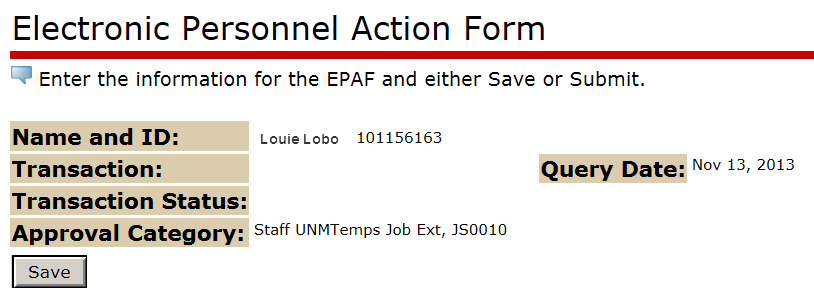 Electronic Personnel Action Form
Enter the information for the EPAF and either Save or Submit.
Name and ID: Louie Lobo 101156163
Transaction: Query Date: Nov 13, 2013
Transaction Status:
Approval Category: Staff UNMTemps Job Ext, JS0010
Save